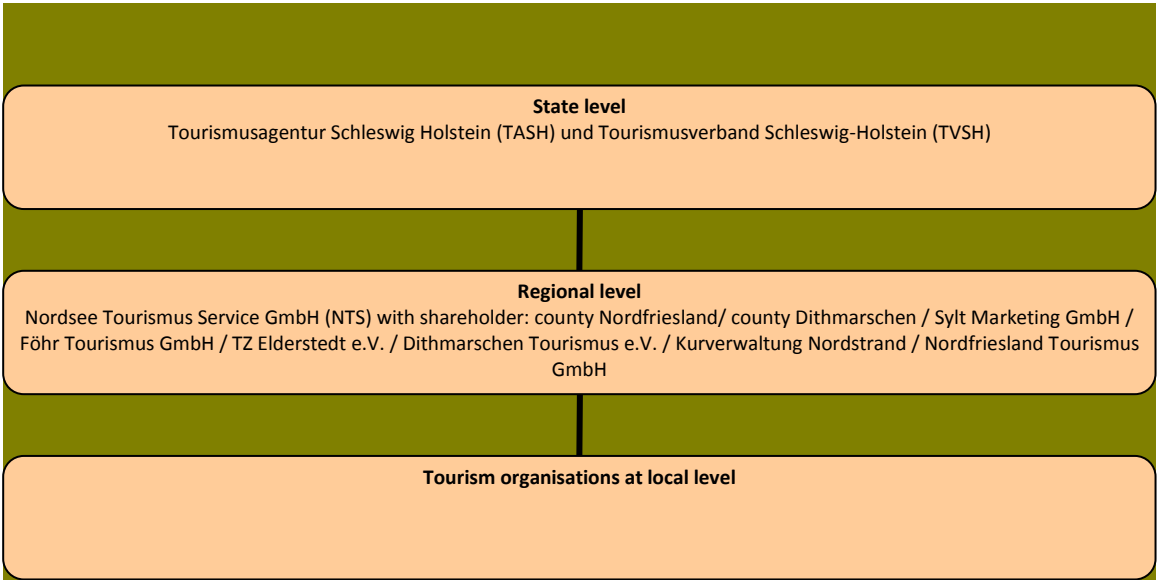 State level
Tourismusagentur Schleswig Holstein (TASH) und Tourismusverband Schleswig-Holstein (TVSH)
Regional level
Nordsee Tourismus Service GmbH (NTS) with shareholder: county Nordfriesland/ county Dithmarschen / Sylt Marketing GmbH /
Föhr Tourismus GmbH / TZ Elderstedt e.V. / Dithmarschen Tourismus e.V. / Kurverwaltung Nordstrand / Nordfriesland Tourismus
GmbH
Tourism organisations at local level